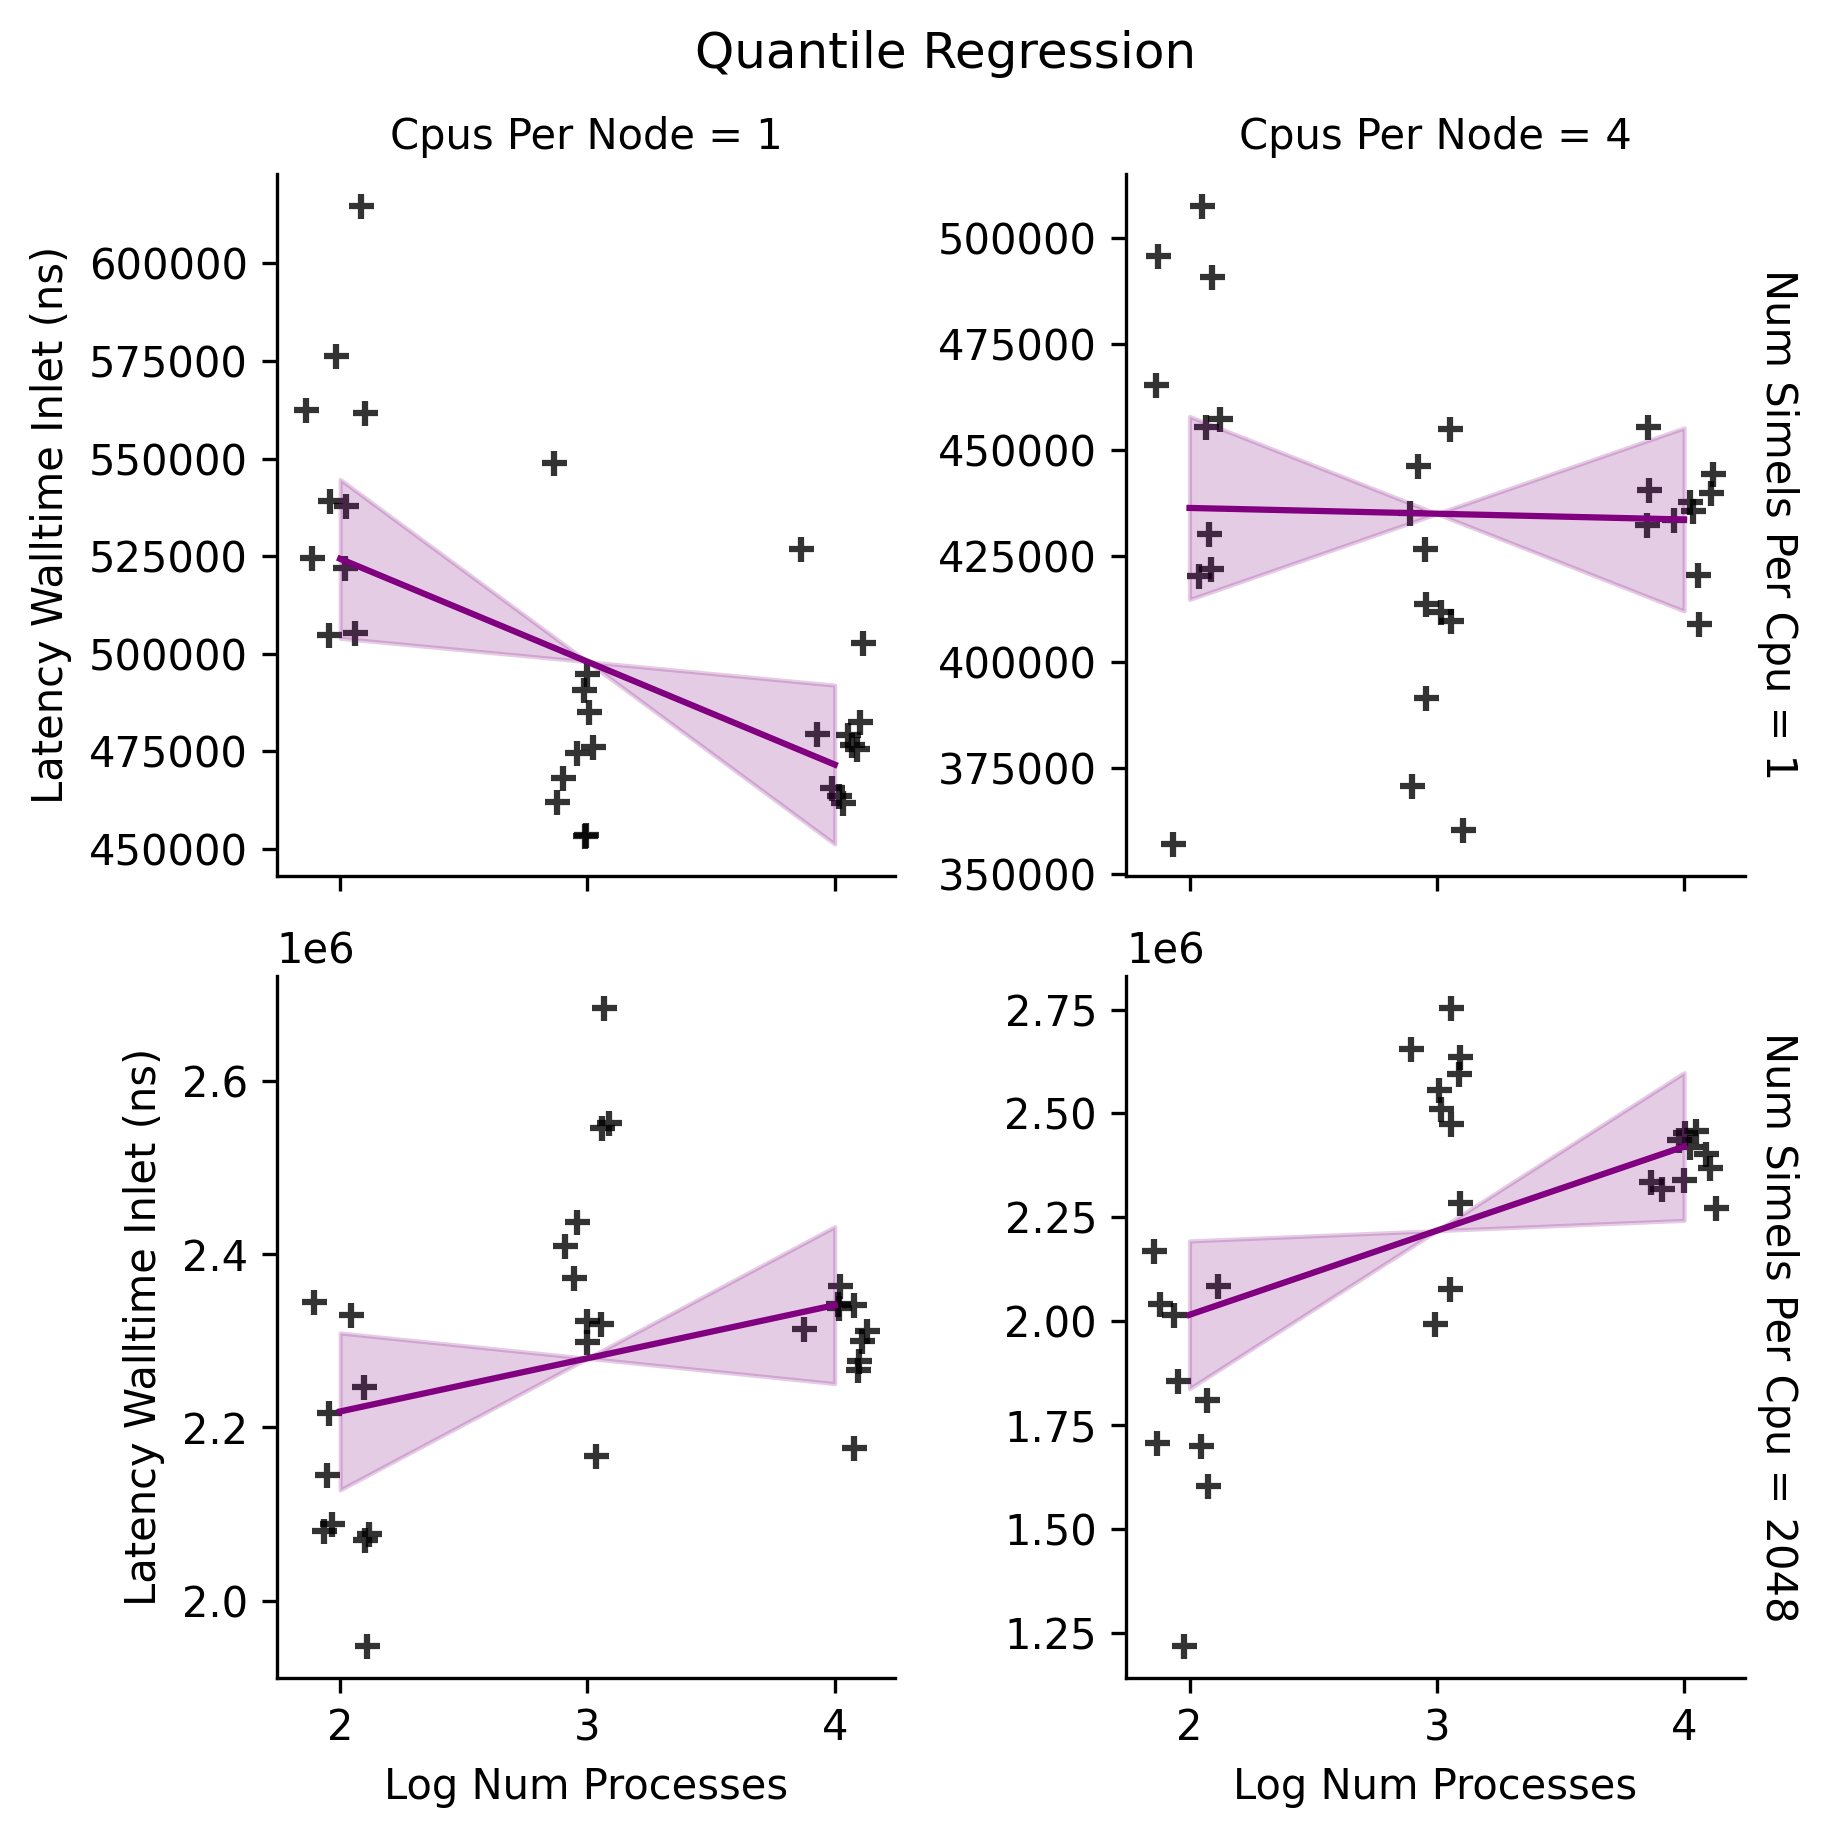 Quantile Regression
Cpus Per Node = 1
Cpus Per Node = 4
Latency Walltime Inlet (ns)
600000
575000
550000
525000
500000
475000
450000
500000
475000
450000
425000
400000
375000
350000
Num Simels Per Cpu = 1
1e6
Latency Walltime Inlet (ns)
2.6
2.4
2.2
2.0
2
3
4
Log Num Processes
1e6
2.75
2.50
2.25
2.00
1.75
1.50
1.25
2
3
4
Log Num Processes
Num Simels Per Cpu = 2048